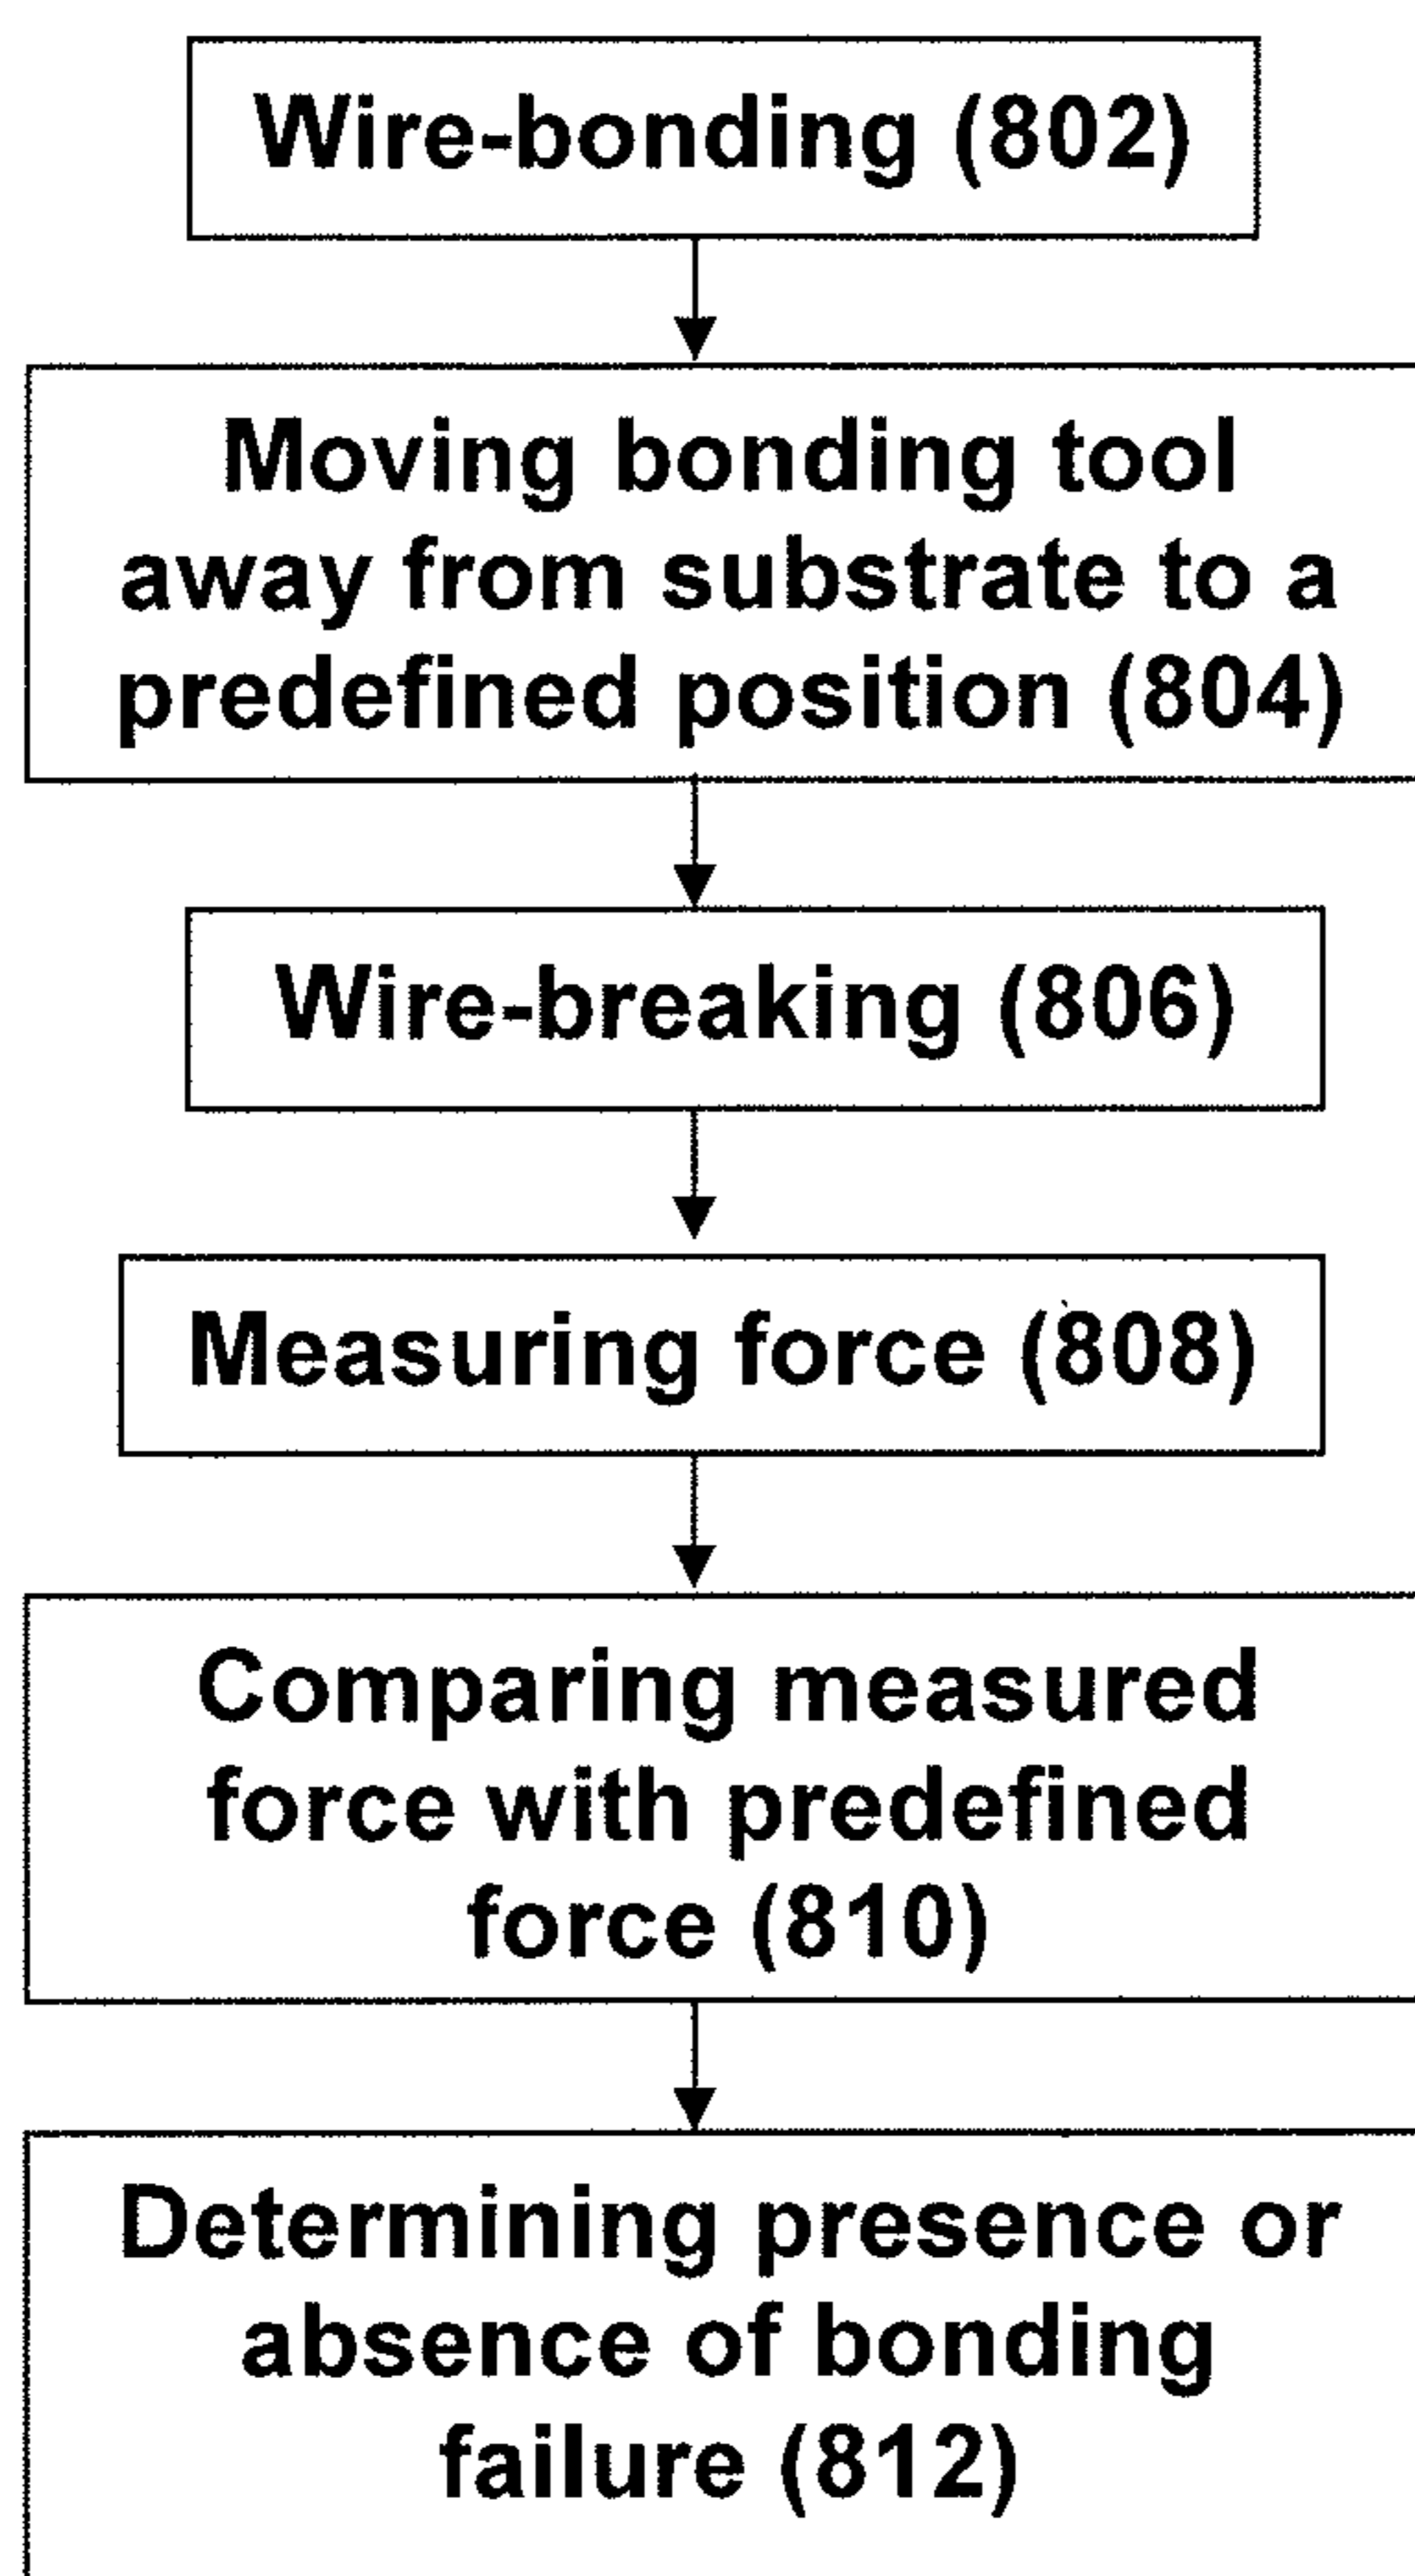 Wire-bonding (802)
Moving bonding tool
away from substrate to a
predefined position (804)
Wire-breaking (806)
Measuring force (808)
Comparing measured
force with predefined
force (810)
Determining presence or
absence of bonding
failure (812)